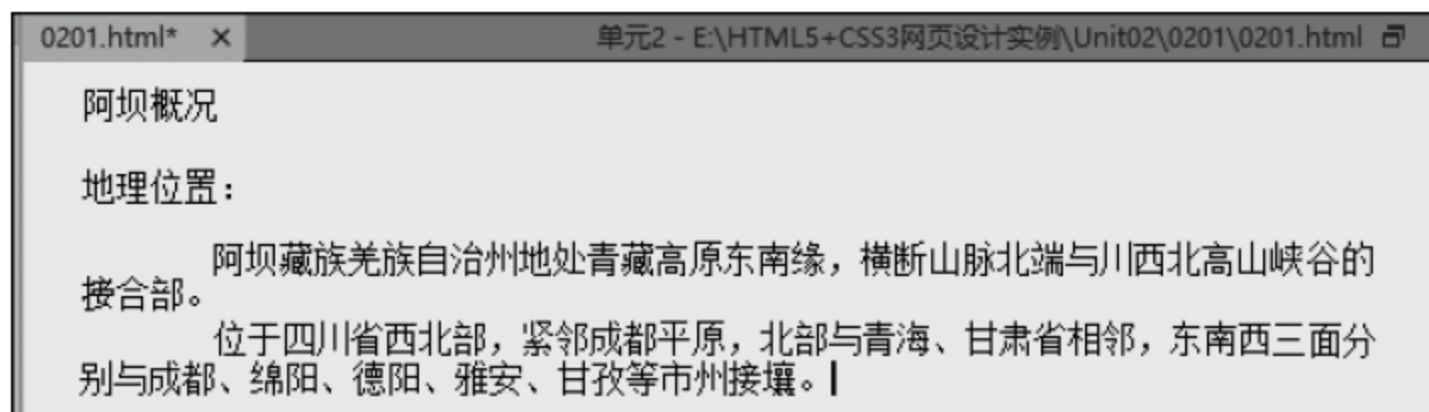 0201.html* × 单元2 - E:\HTML5+CSS3网页设计实例\Unit02\0201\0201.html
阿坝概况
地理位置：
阿坝藏族羌族自治州地处青藏高原东南缘，横断山脉北端与川西北高山峡谷的
接合部。
位于四川省西北部，紧邻成都平原，北部与青海、甘肃省相邻，东南西三面分
别与成都、绵阳、德阳、雅安、甘孜等市州接壤。